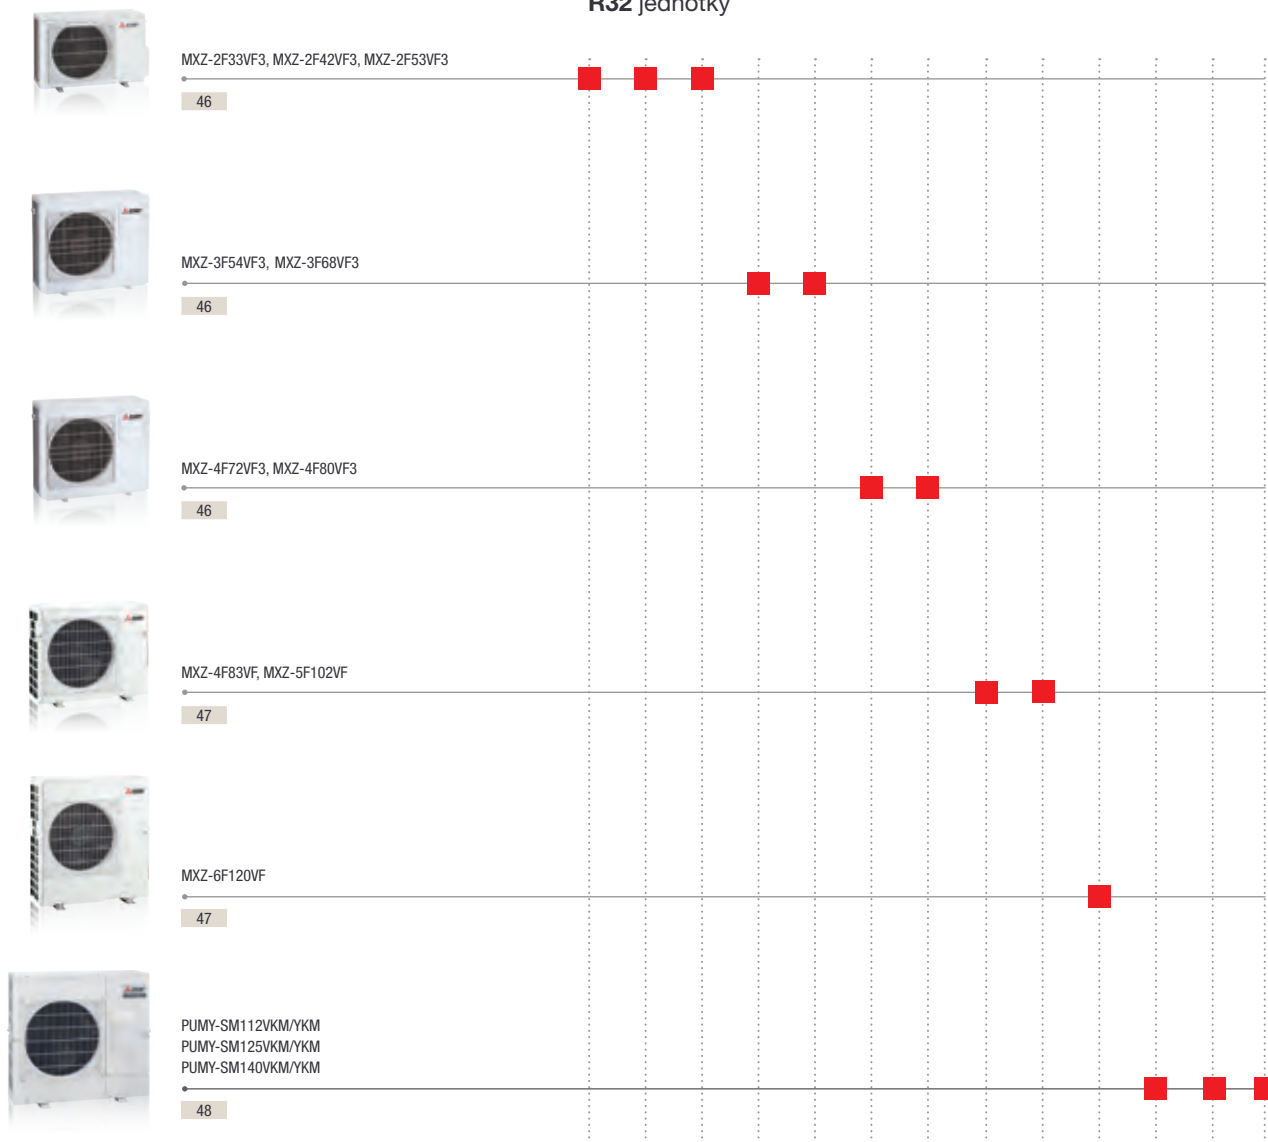 R32 jednotky
MXZ-2F33VF3, MXZ-2F42VF3, MXZ-2F53VF3
46
MXZ-3F54VF3, MXZ-3F68VF3
46
MXZ-4F72VF3, MXZ-4F80VF3
46
MXZ-4F83VF, MXZ-5F102VF
47
MXZ-6F120VF
47
PUMY-SM112VKM/YKM
PUMY-SM125VKM/YKM
PUMY-SM140VKM/YKM
48